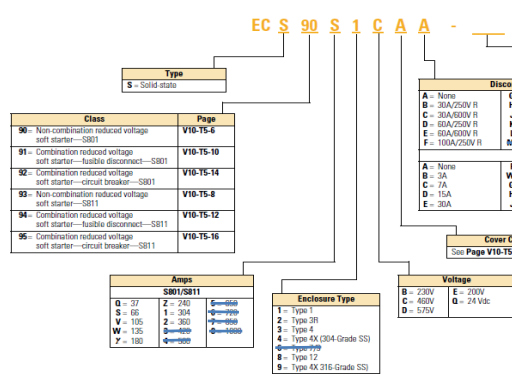 EC S 90 S 1 C A A -
Type
S = Solid-state
Class Page
90 = Non-combination reduced voltage V10-T5-6
soft starter—S801
91 = Combination reduced voltage V10-T5-10
soft starter—fusible disconnect—S801
92 = Combination reduced voltage V10-T5-14
soft starter—circuit breaker—S801
93 = Non-combination reduced voltage V10-T5-8
soft starter—S811
94 = Combination reduced voltage V10-T5-12
soft starter—fusible disconnect—S811
95 = Combination reduced voltage V10-T5-16
soft starter—circuit breaker—S811
Disco
A = None
B = 30A/250V R
C = 30A/600V R
D = 60A/250V R
E = 60A/600V R
F = 100A/250V R
A = None
B = 3A
C = 7A
D = 15A
E = 30A
Cover C
See Page V10-T5
Amps
S801/S811
Q = 37 Z = 240 5 = 650
S = 66 1 = 304 6 = 720
V = 105 2 = 360 7 = 850
W = 135 3 = 420 8 = 1000
Y = 180 4 = 500
Enclosure Type
1 = Type 1
2 = Type 3R
3 = Type 4
4 = Type 4X (304-Grade SS)
6 = Type 7/9
8 = Type 12
9 = Type 4X 316-Grade SS)
Voltage
B = 230V E = 200V
C = 460V Q = 24 Vdc
D = 575V